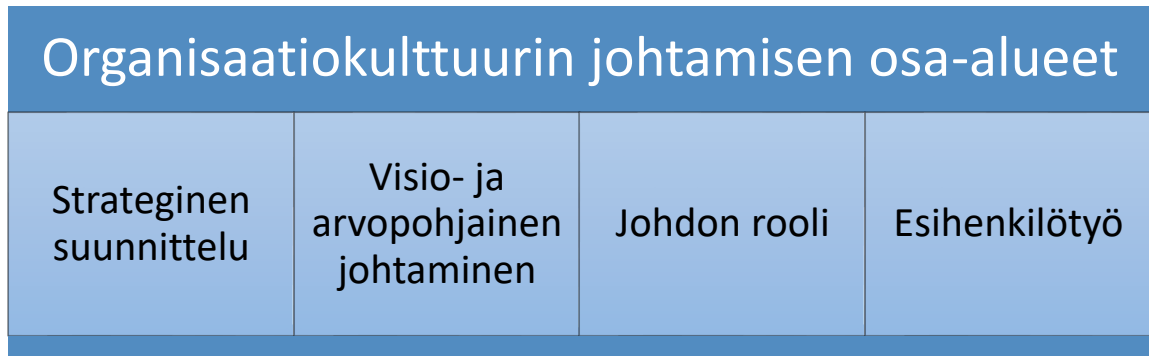 Organisaatiokulttuurin johtamisen osa-alueet
Strateginen
suunnittelu
Visio- ja
arvopohjainen
johtaminen
Johdon rooli
Esihenkilötyö